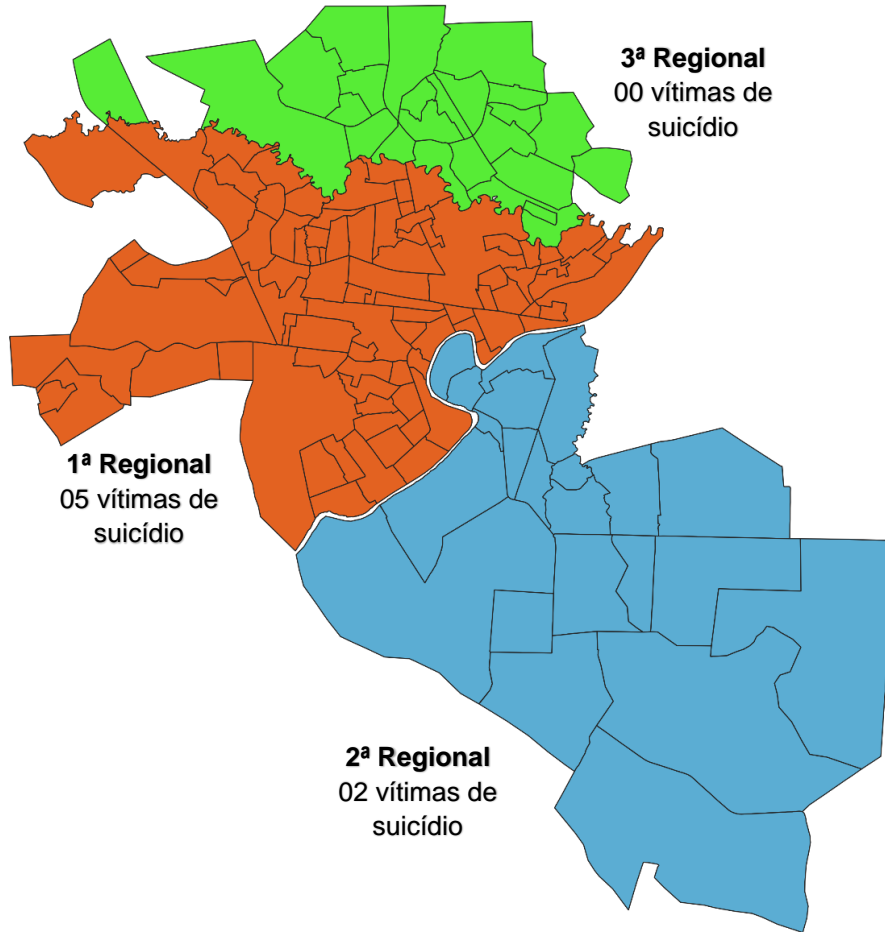 3ª Regional
00 vítimas de
suicídio
1ª Regional
05 vítimas de
suicídio
2ª Regional
02 vítimas de
suicídio